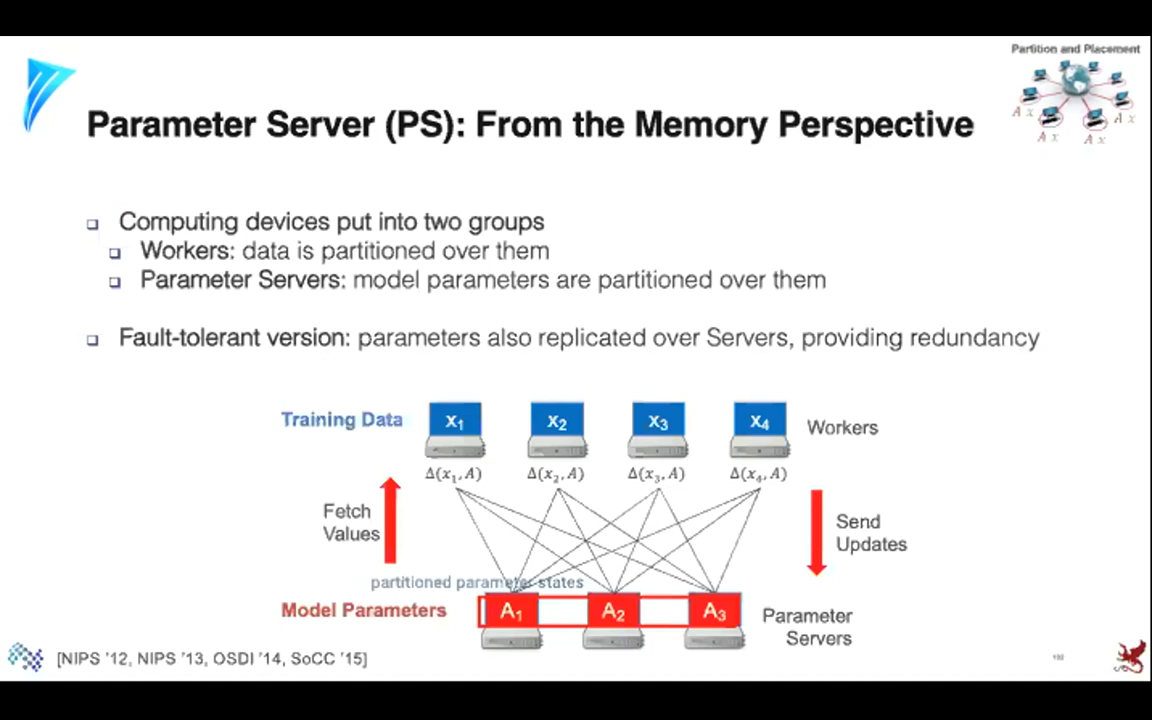 Partition and Placement
A x
A x
A x
A x
Parameter Server (PS): From the Memory Perspective
Computing devices put into two groups
Workers: data is partitioned over them
Parameter Servers: model parameters are partitioned over them
Fault-tolerant version: parameters also replicated over Servers, providing redundancy
Training Data
x₁ x₂ x₃ x₄
Workers
Δ(x₁, A) Δ(x₂, A) Δ(x₃, A) Δ(x₄, A)
Fetch
Values
Send
Updates
partitioned parameter states
Model Parameters
A₁ A₂ A₃
Parameter
Servers
[NIPS '12, NIPS '13, OSDI '14, SoCC '15]